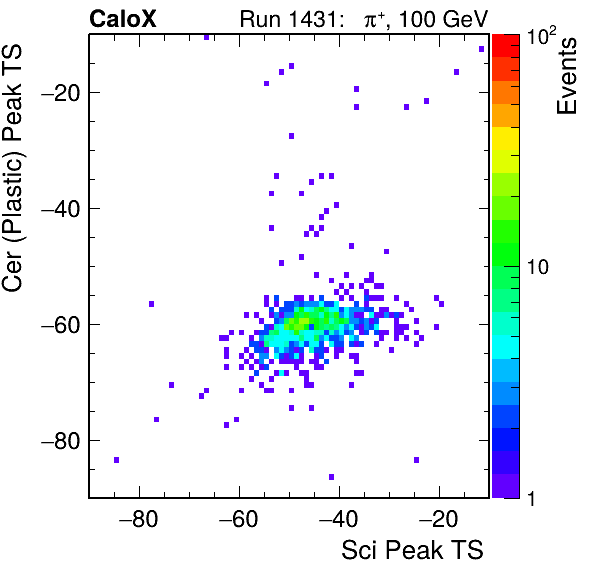 CaloX Run 1431: π⁺, 100 GeV
Cer (Plastic) Peak TS
−20
−40
−60
−80
−80 −60 −40 −20
Sci Peak TS
10²
10
1
Events